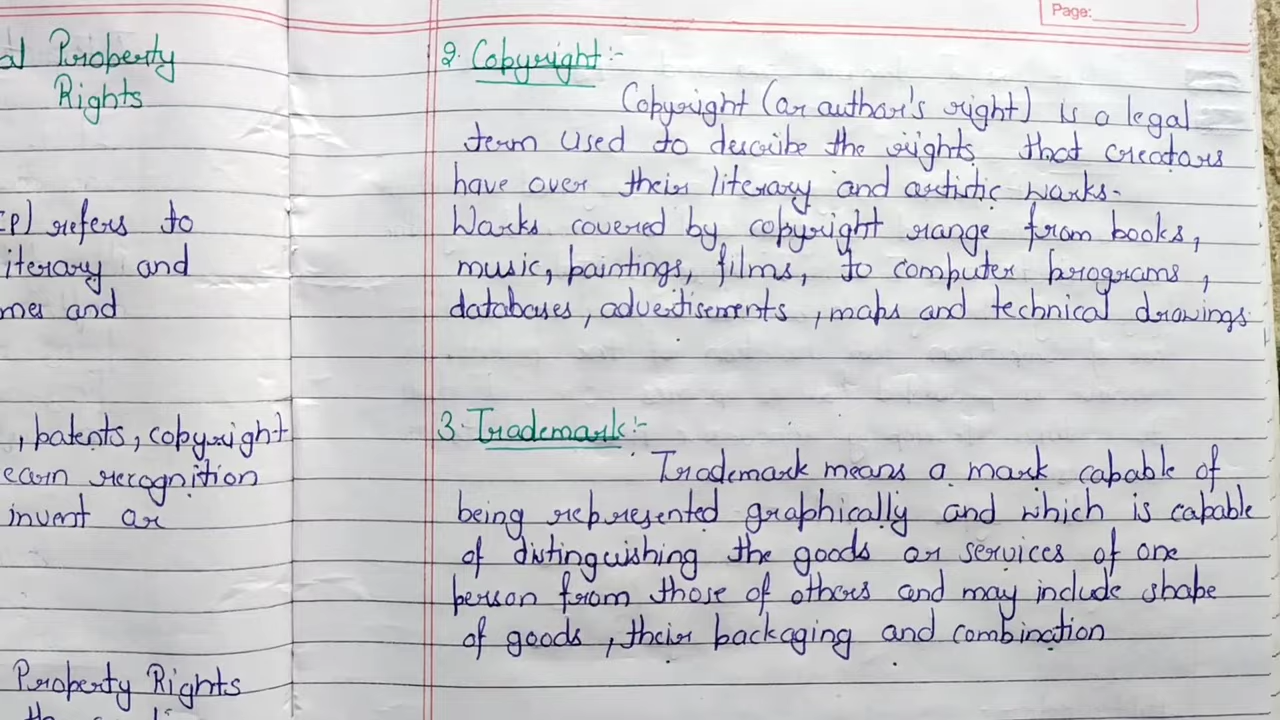 al Property
Rights
IP) refers to
iterary and
mes and
, patents, copyright
earn recognition
invent or
Property Rights
Page:
2. Copyright:-
Copyright (or author's right) is a legal
term used to describe the rights that creators
have over their literary and artistic works.
Works covered by copyright range from books,
music, paintings, films, to computer programs,
databases, advertisements, maps and technical drawings.
3. Trademark:-
Trademark means a mark capable of
being represented graphically and which is capable
of distinguishing the goods or services of one
person from those of others and may include shape
of goods, their packaging and combination